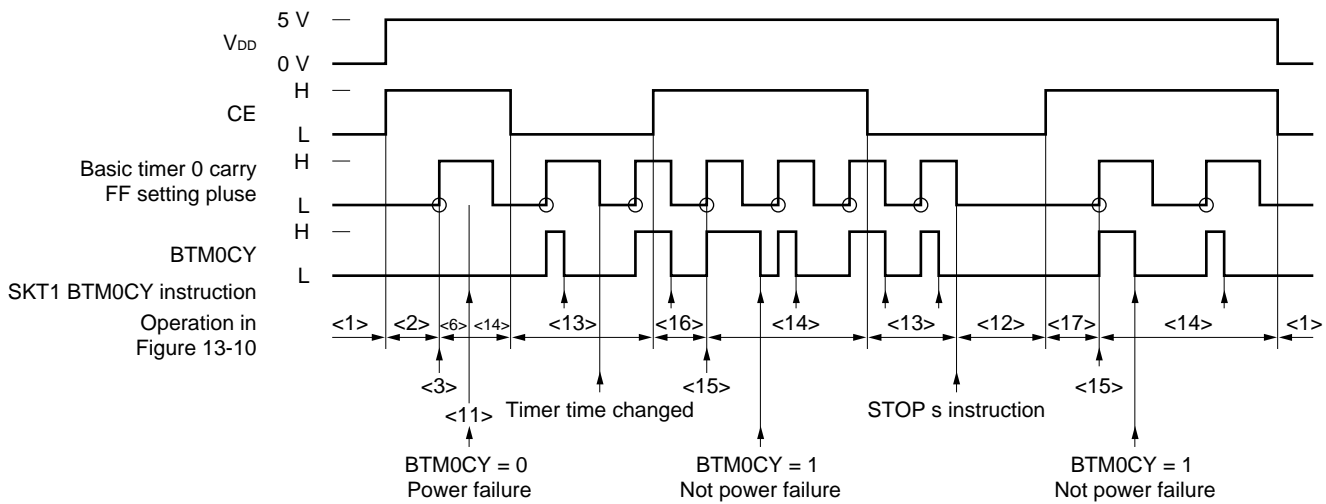 5 V
VDD
0 V
H
CE
L
Basic timer 0 carry
FF setting pluse
H
L
H
BTM0CY
L
SKT1 BTM0CY instruction
Operation in
Figure 13-10
<1> <2> <6> <14> <13> <16> <14> <13> <12> <17> <14> <1>
<3> <15> <15>
<11> Timer time changed STOP s instruction
BTM0CY = 0
Power failure
BTM0CY = 1
Not power failure
BTM0CY = 1
Not power failure